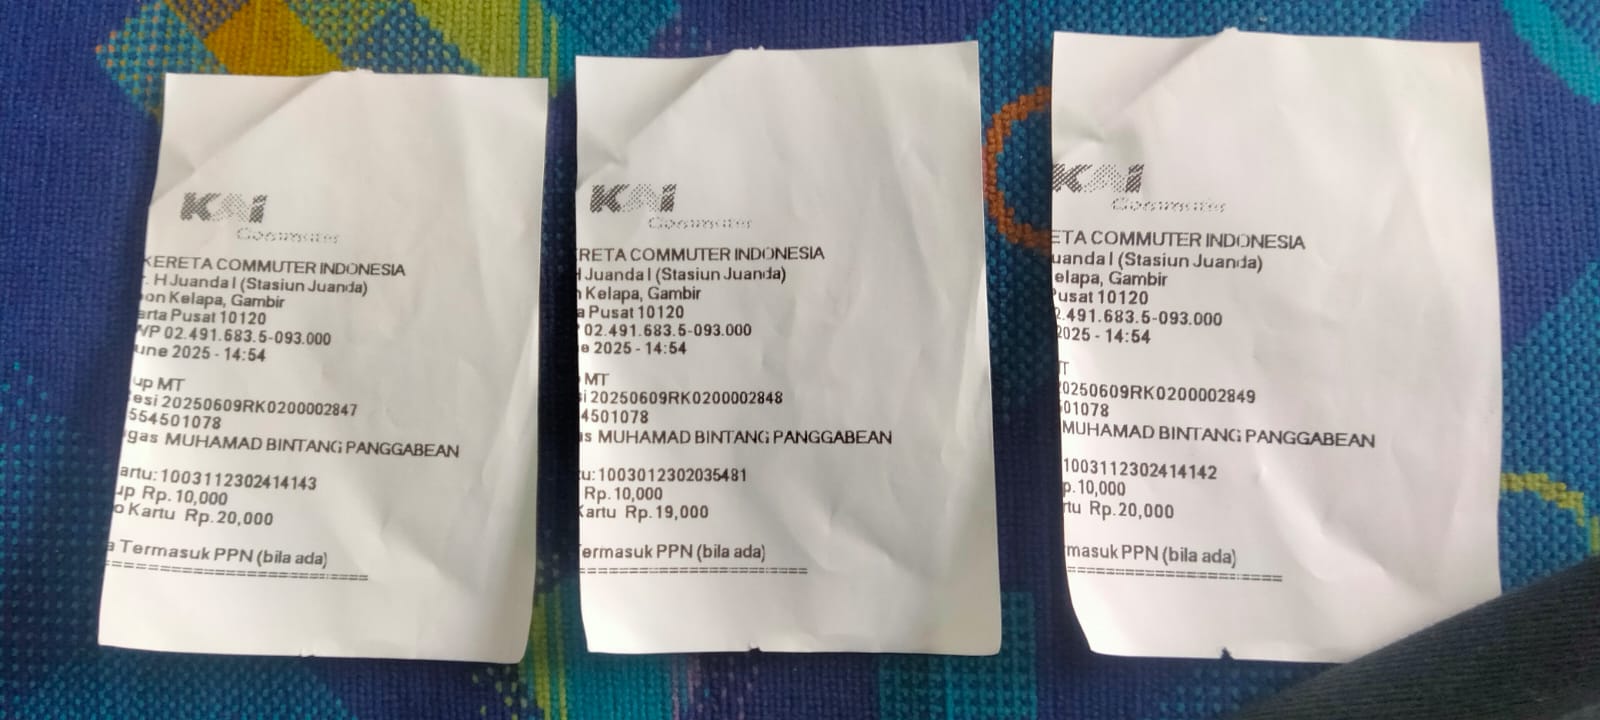 KAI
Commuter
KERETA COMMUTER INDONESIA
. H Juanda I (Stasiun Juanda)
on Kelapa, Gambir
arta Pusat 10120
WP 02.491.683.5-093.000
une 2025 - 14:54
up MT
esi 20250609RK0200002847
554501078
gas MUHAMAD BINTANG PANGGABEAN
artu: 1003112302414143
up Rp. 10,000
o Kartu Rp. 20,000
a Termasuk PPN (bila ada)
==============================
KAI
Commuter
RETA COMMUTER INDONESIA
H Juanda I (Stasiun Juanda)
n Kelapa, Gambir
a Pusat 10120
P 02.491.683.5-093.000
e 2025 - 14:54
MT
si 20250609RK0200002848
4501078
as MUHAMAD BINTANG PANGGABEAN
tu: 1003012302035481
Rp. 10,000
Kartu Rp. 19,000
Termasuk PPN (bila ada)
==========================
KAI
Commuter
ETA COMMUTER INDONESIA
uanda I (Stasiun Juanda)
elapa, Gambir
Pusat 10120
2.491.683.5-093.000
2025 - 14:54
MT
20250609RK0200002849
501078
MUHAMAD BINTANG PANGGABEAN
1003112302414142
p. 10,000
rtu Rp. 20,000
masuk PPN (bila ada)
========================